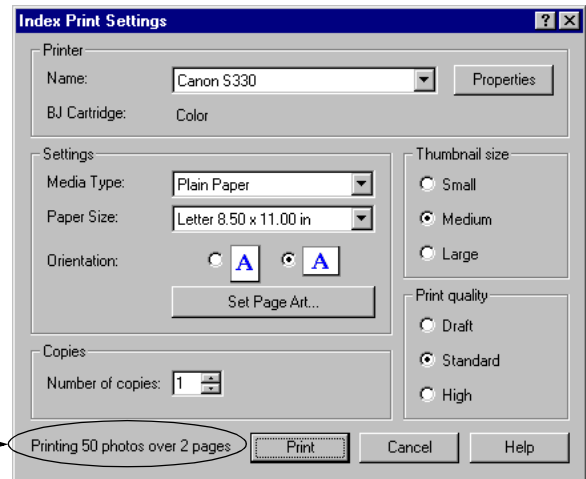 Index Print Settings
Printer
Name: Canon S330 Properties
BJ Cartridge: Color
Settings
Media Type: Plain Paper
Paper Size: Letter 8.50 x 11.00 in
Orientation: A A
Set Page Art...
Thumbnail size
Small
Medium
Large
Print quality
Draft
Standard
High
Copies
Number of copies: 1
Printing 50 photos over 2 pages Print Cancel Help